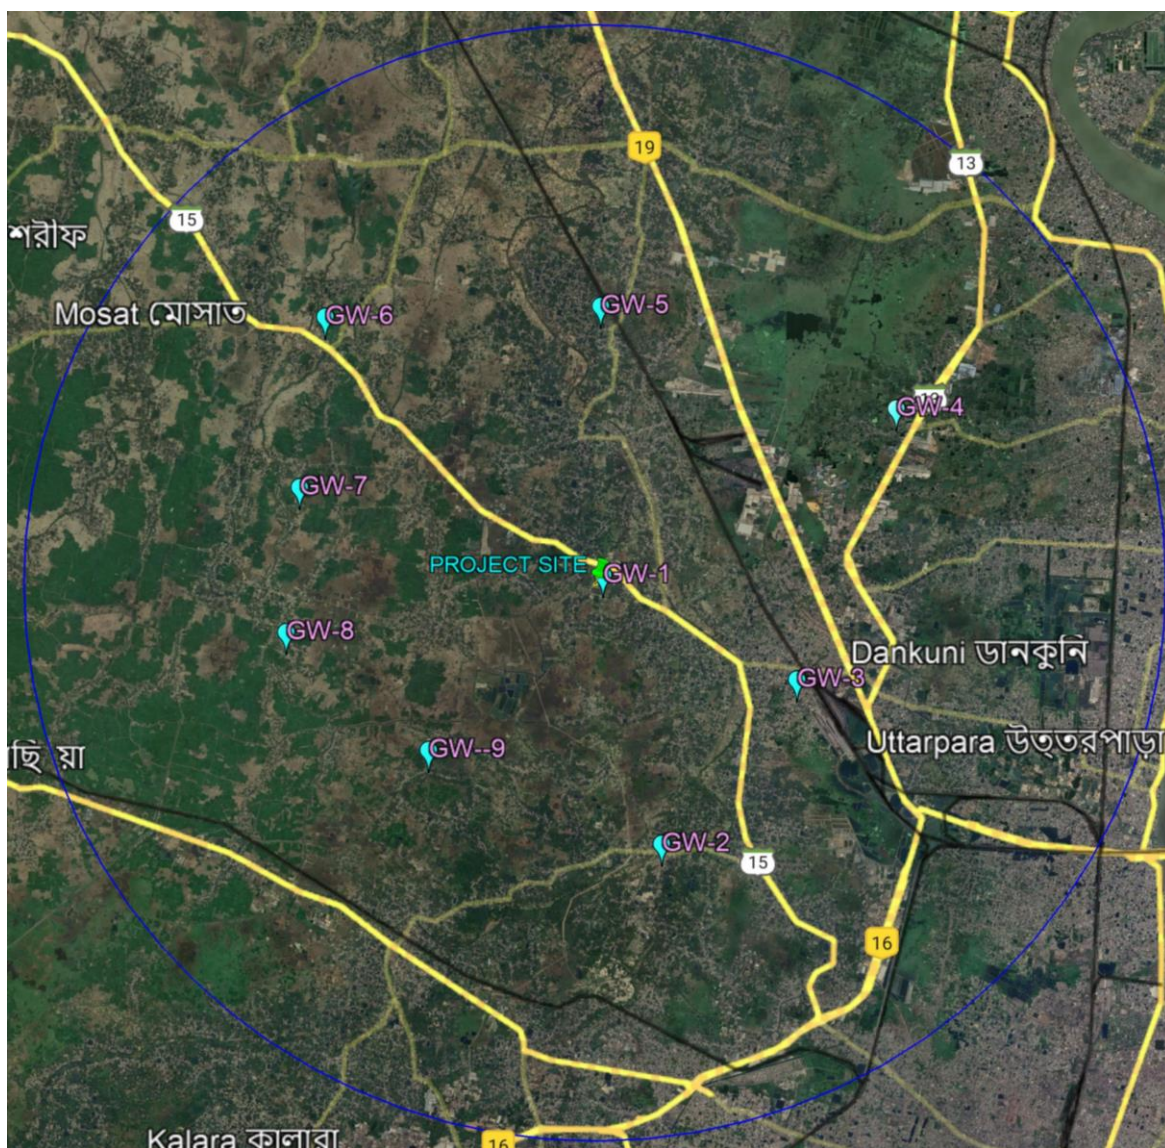 19
13
15
শরীফ
Mosat মোসাত
GW-6
GW-5
GW-4
GW-7
PROJECT SITE
GW-1
GW-8
Dankuni ডানকুনি
GW-3
Uttarpara উত্তরপাড়া
GW--9
GW-2
15
16
Kalara কালারা
16